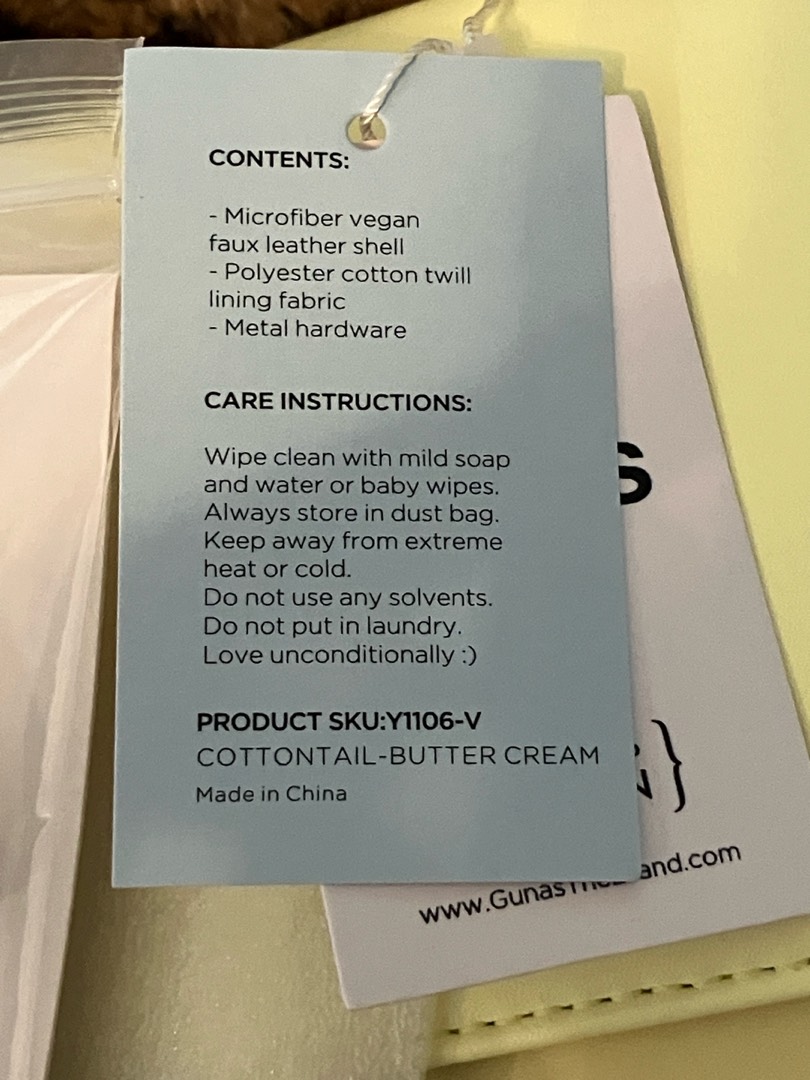 CONTENTS:
- Microfiber vegan
faux leather shell
- Polyester cotton twill
lining fabric
- Metal hardware
CARE INSTRUCTIONS:
Wipe clean with mild soap
and water or baby wipes.
Always store in dust bag.
Keep away from extreme
heat or cold.
Do not use any solvents.
Do not put in laundry.
Love unconditionally :)
PRODUCT SKU:Y1106-V
COTTONTAIL-BUTTER CREAM
Made in China
S
}